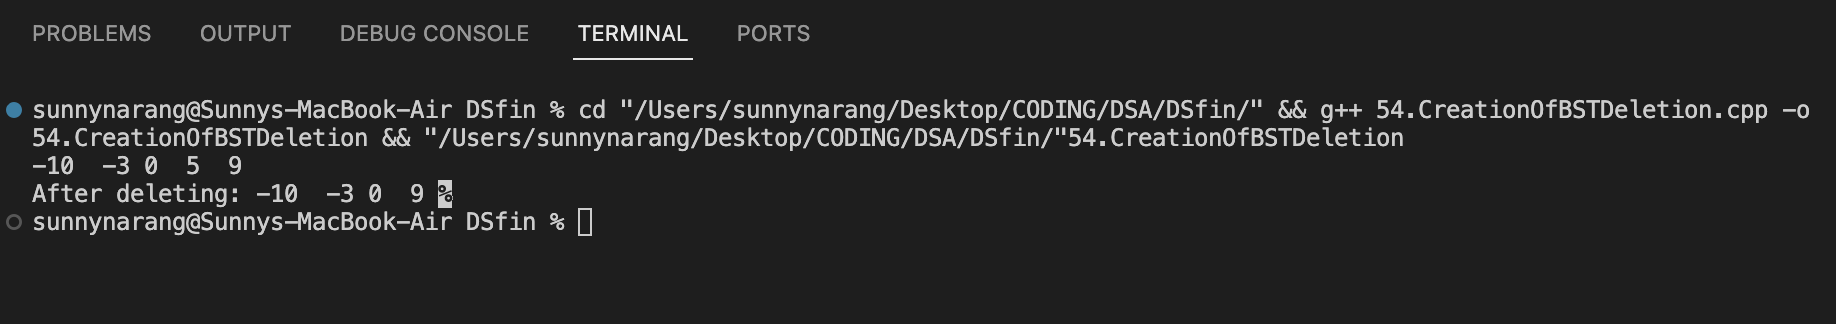 PROBLEMS OUTPUT DEBUG CONSOLE TERMINAL PORTS
sunnynarang@Sunnys-MacBook-Air DSfin % cd "/Users/sunnynarang/Desktop/CODING/DSA/DSfin/" && g++ 54.CreationOfBSTDeletion.cpp -o
54.CreationOfBSTDeletion && "/Users/sunnynarang/Desktop/CODING/DSA/DSfin/"54.CreationOfBSTDeletion
-10  -3 0  5  9
After deleting: -10  -3 0  9 %
sunnynarang@Sunnys-MacBook-Air DSfin %